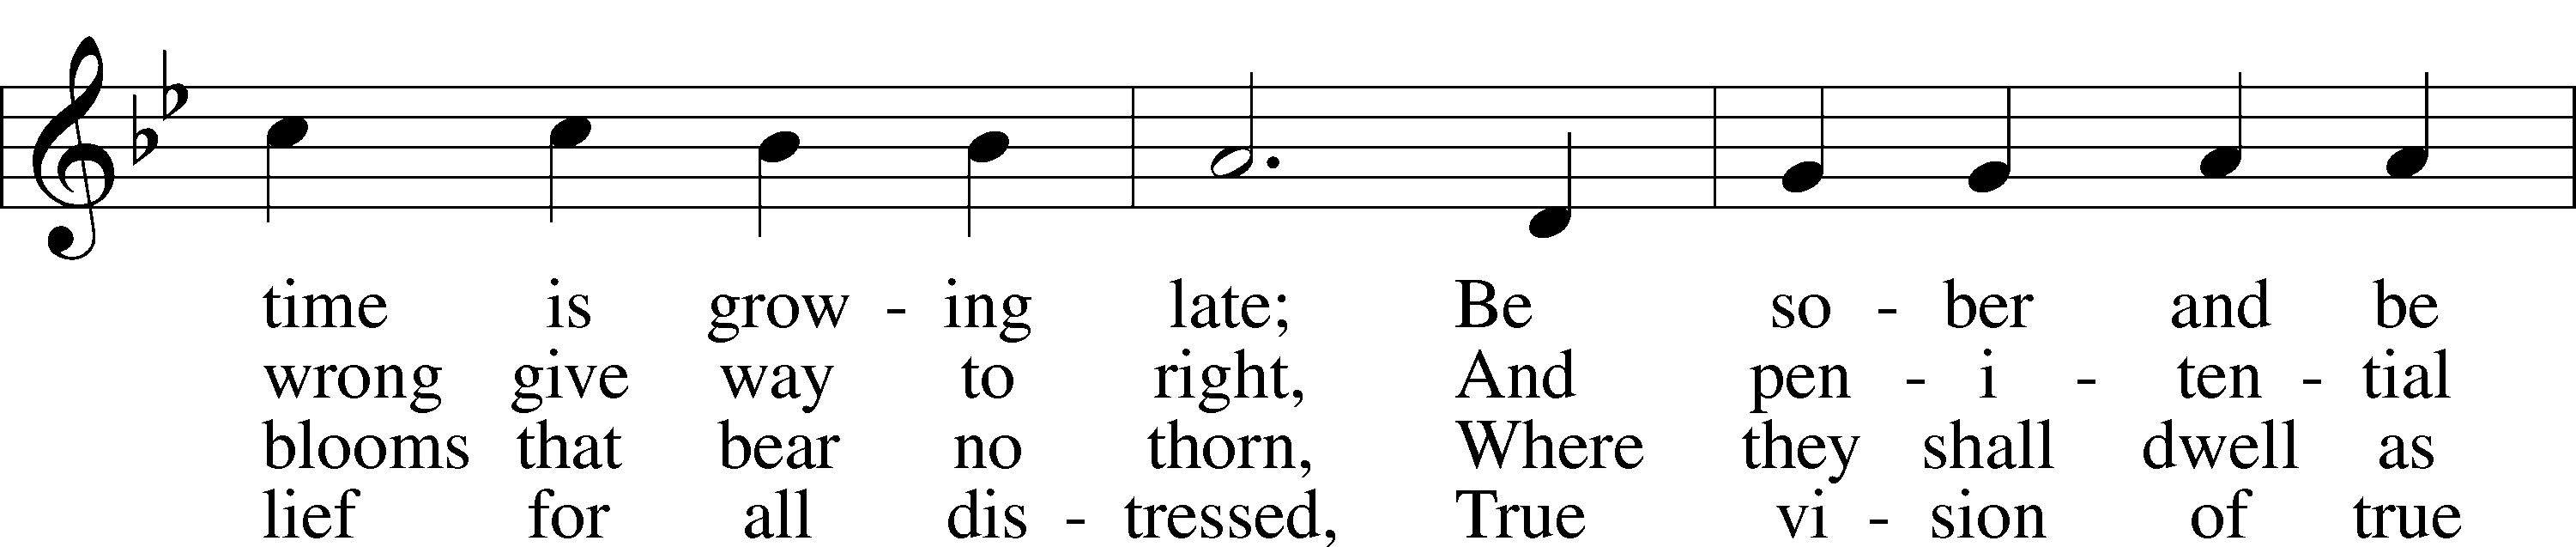 time is grow - ing late; Be so - ber and be
wrong give way to right, And pen - i - ten - tial
blooms that bear no thorn, Where they shall dwell as
lief for all dis - tressed, True vi - sion of true